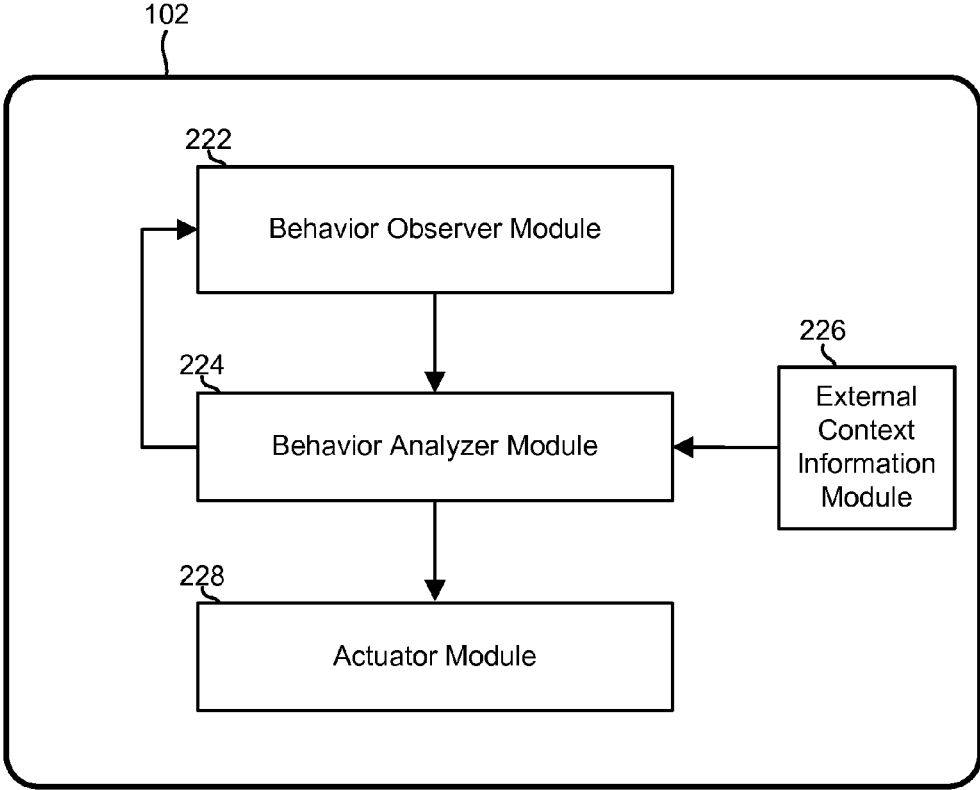 102
222
Behavior Observer Module
224
Behavior Analyzer Module
226
External
Context
Information
Module
228
Actuator Module